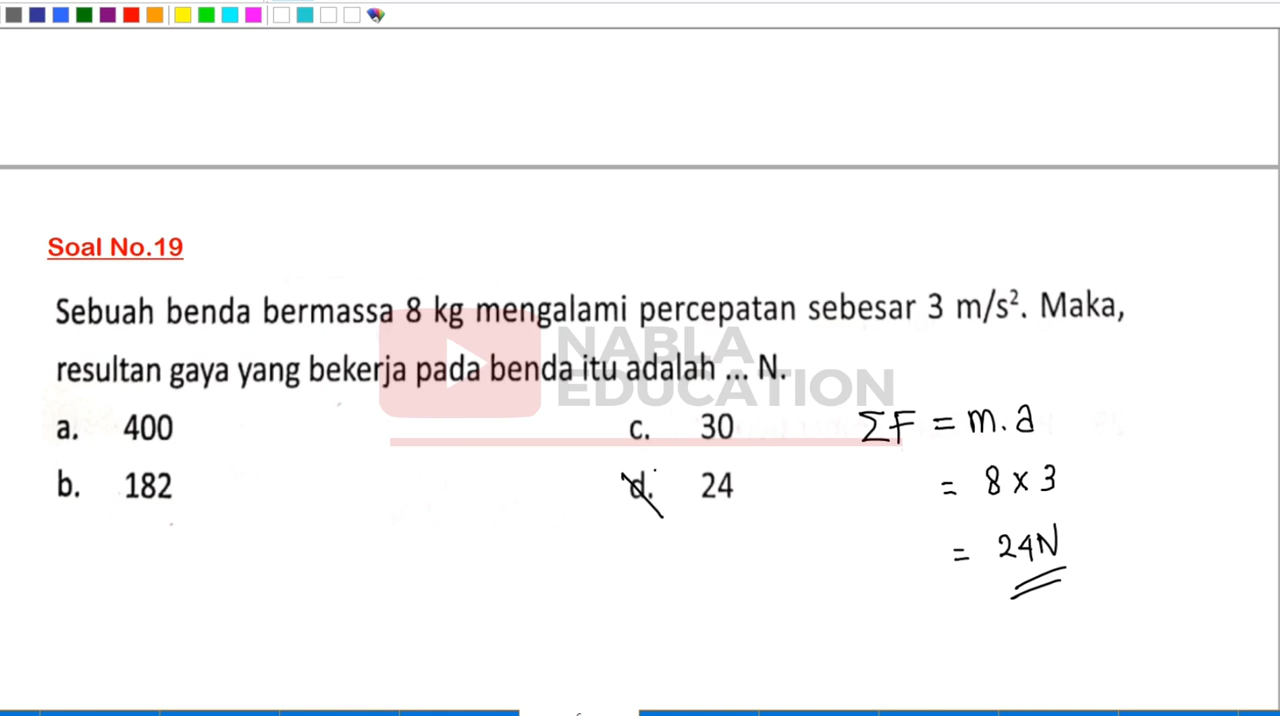 Soal No.19
Sebuah benda bermassa 8 kg mengalami percepatan sebesar 3 m/s². Maka,
resultan gaya yang bekerja pada benda itu adalah ... N.
NABLA
EDUCATION
a. 400
b. 182
c. 30
d. 24
ΣF = m.a
= 8 x 3
= 24N